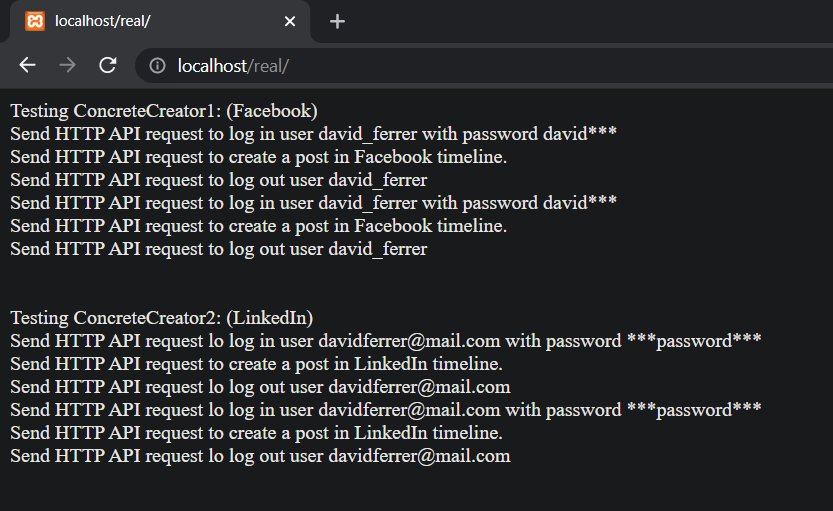 localhost/real/
localhost/real/
Testing ConcreteCreator1: (Facebook)
Send HTTP API request to log in user david_ferrer with password david***
Send HTTP API request to create a post in Facebook timeline.
Send HTTP API request to log out user david_ferrer
Send HTTP API request to log in user david_ferrer with password david***
Send HTTP API request to create a post in Facebook timeline.
Send HTTP API request to log out user david_ferrer
Testing ConcreteCreator2: (LinkedIn)
Send HTTP API request lo log in user davidferrer@mail.com with password ***password***
Send HTTP API request to create a post in LinkedIn timeline.
Send HTTP API request lo log out user davidferrer@mail.com
Send HTTP API request lo log in user davidferrer@mail.com with password ***password***
Send HTTP API request to create a post in LinkedIn timeline.
Send HTTP API request lo log out user davidferrer@mail.com